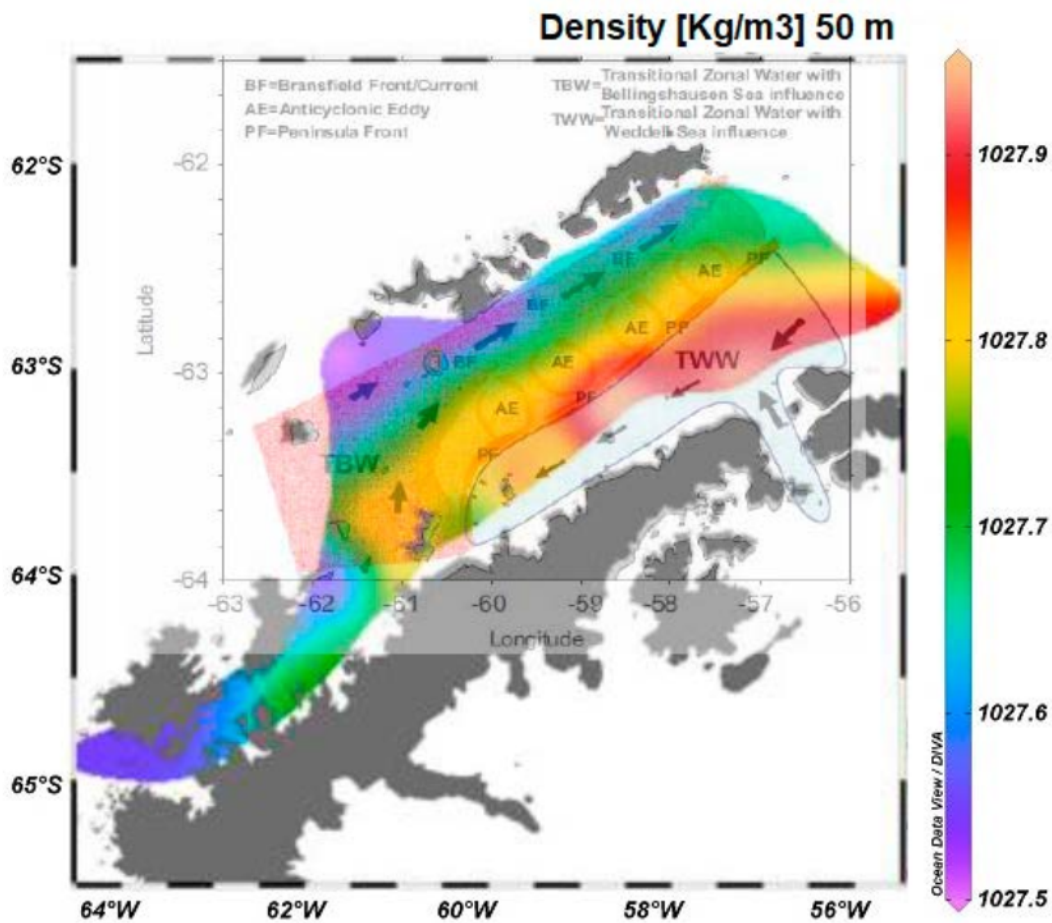 Density [Kg/m3] 50 m
BF=Bransfield Front/Current
AE=Anticyclonic Eddy
PF=Peninsula Front
TBW=Transitional Zonal Water with
Bellingshausen Sea influence
TWW=Transitional Zonal Water with
Weddell Sea influence
62°S
63°S
64°S
65°S
-62
-63
-64
Latitude
BF
BF
BF
AE
PF
AE
PF
AE
PF
AE
PF
TWW
TBW
-63
-62
-61
-60
-59
-58
-57
-56
Longitude
64°W
62°W
60°W
58°W
56°W
1027.9
1027.8
1027.7
1027.6
1027.5
Ocean Data View / DIVA